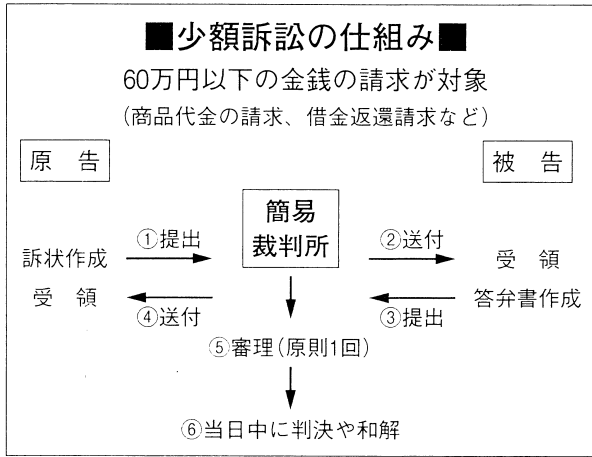 ■少額訴訟の仕組み■
60万円以下の金銭の請求が対象
(商品代金の請求、借金返還請求など)
原 告
被 告
簡易
裁判所
①提出
②送付
訴状作成
受 領
受 領
答弁書作成
④送付
③提出
⑤審理(原則1回)
⑥当日中に判決や和解